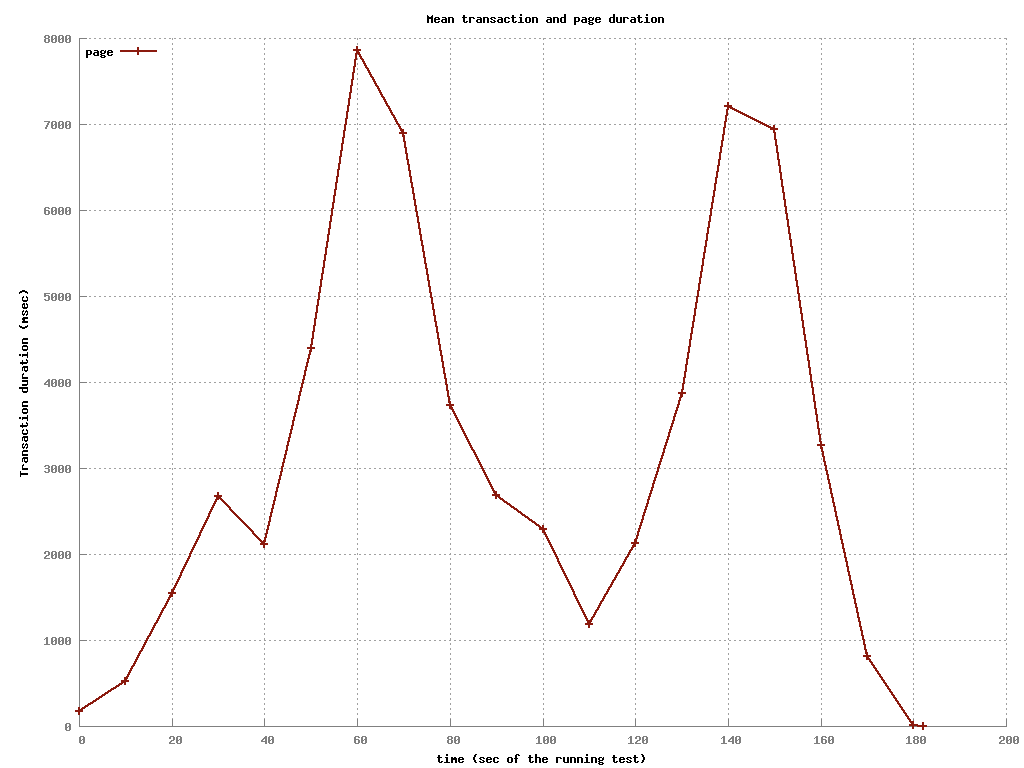 Mean transaction and page duration
page
8000
7000
6000
5000
4000
3000
2000
1000
0
Transaction duration (msec)
0 20 40 60 80 100 120 140 160 180 200
time (sec of the running test)